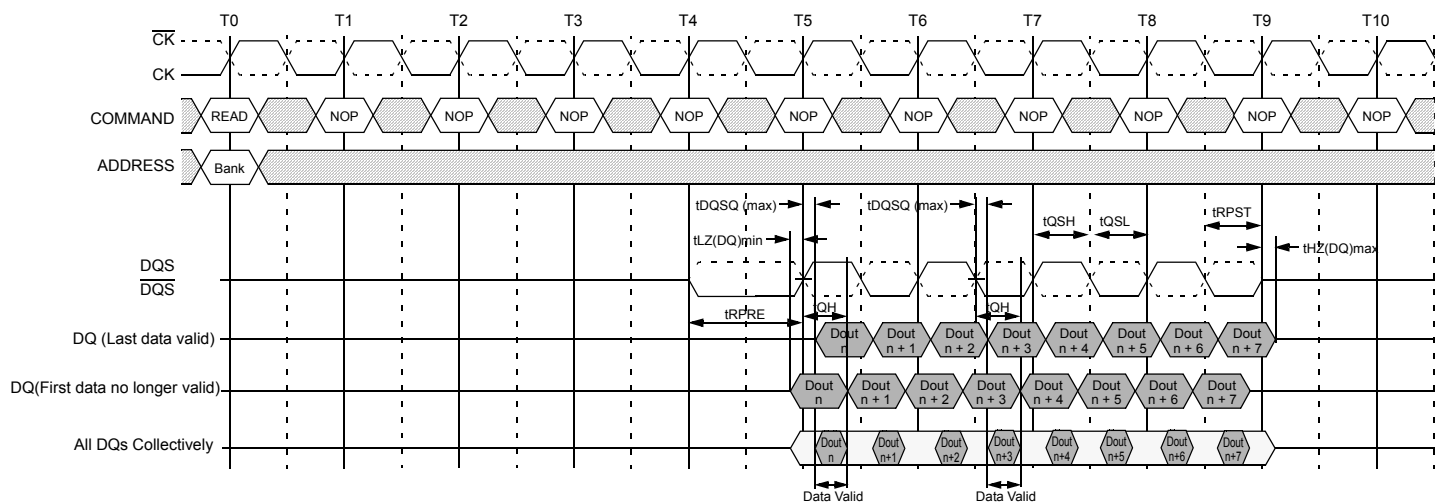 T0 T1 T2 T3 T4 T5 T6 T7 T8 T9 T10
CK
CK
COMMAND READ NOP NOP NOP NOP NOP NOP NOP NOP NOP NOP
ADDRESS Bank
tDQSQ (max) tDQSQ (max) tQSH tQSL tRPST
tLZ(DQ)min tHZ(DQ)max
DQS
DQS
tRPRE tQH tQH
DQ (Last data valid) Dout n Dout n + 1 Dout n + 2 Dout n + 3 Dout n + 4 Dout n + 5 Dout n + 6 Dout n + 7
DQ(First data no longer valid) Dout n Dout n + 1 Dout n + 2 Dout n + 3 Dout n + 4 Dout n + 5 Dout n + 6 Dout n + 7
All DQs Collectively Dout n Dout n+1 Dout n+2 Dout n+3 Dout n+4 Dout n+5 Dout n+6 Dout n+7
Data Valid Data Valid